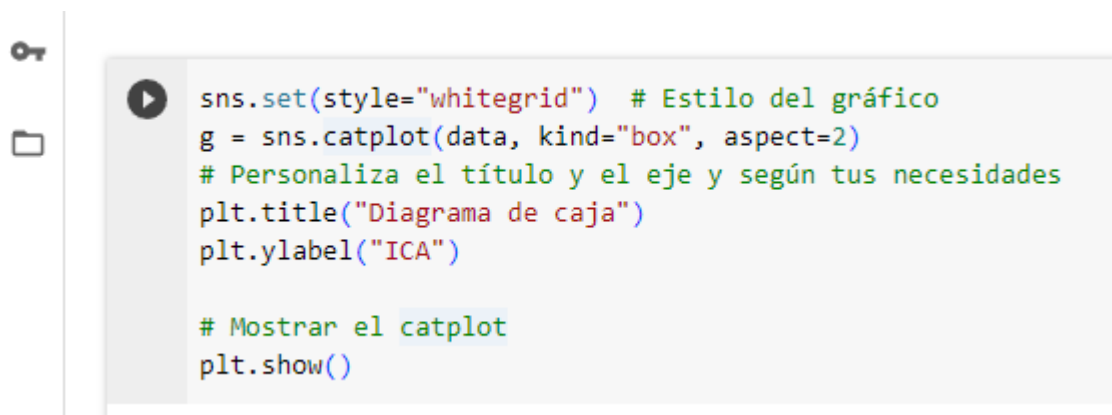 sns.set(style="whitegrid")  # Estilo del gráfico
g = sns.catplot(data, kind="box", aspect=2)
# Personaliza el título y el eje y según tus necesidades
plt.title("Diagrama de caja")
plt.ylabel("ICA")

# Mostrar el catplot
plt.show()